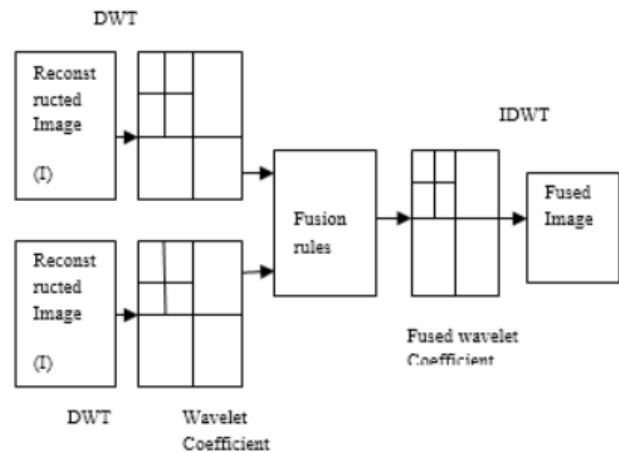 DWT
Reconst
ructed
Image
(I)
IDWT
Fusion
rules
Fused
Image
Reconst
ructed
Image
(I)
Fused wavelet
Coefficient
DWT
Wavelet
Coefficient